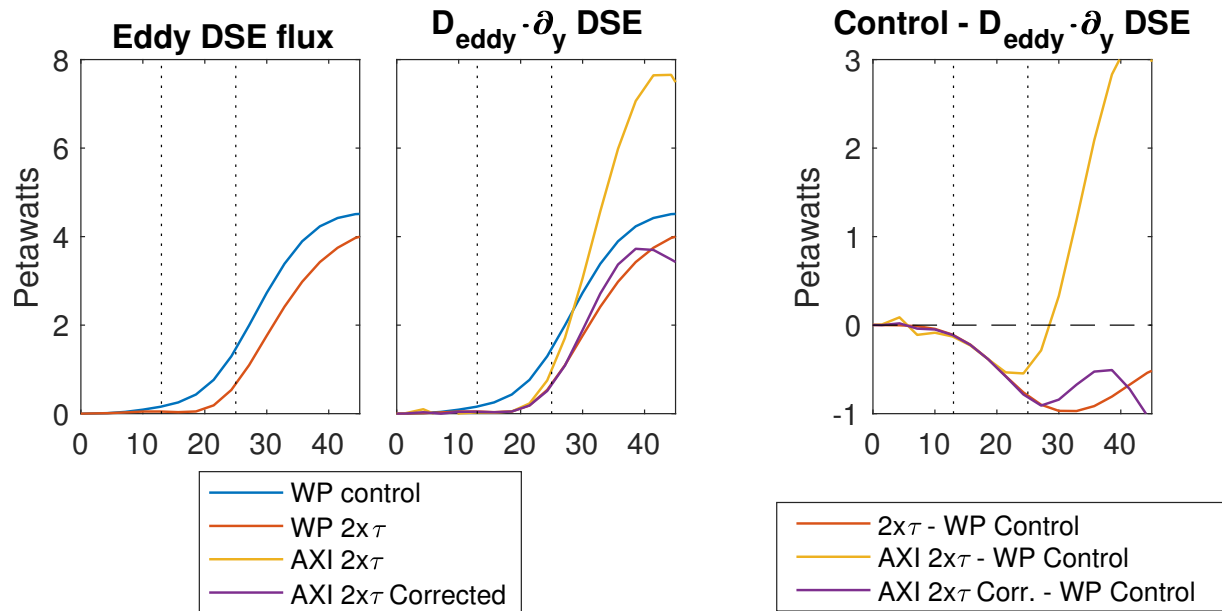 Eddy DSE flux
D_eddy·∂_y DSE
Control - D_eddy·∂_y DSE
Petawatts
8
6
4
2
0
0 10 20 30 40
0 10 20 30 40
Petawatts
3
2
1
0
-1
0 10 20 30 40
WP control
WP 2xτ
AXI 2xτ
AXI 2xτ Corrected
2xτ - WP Control
AXI 2xτ - WP Control
AXI 2xτ Corr. - WP Control